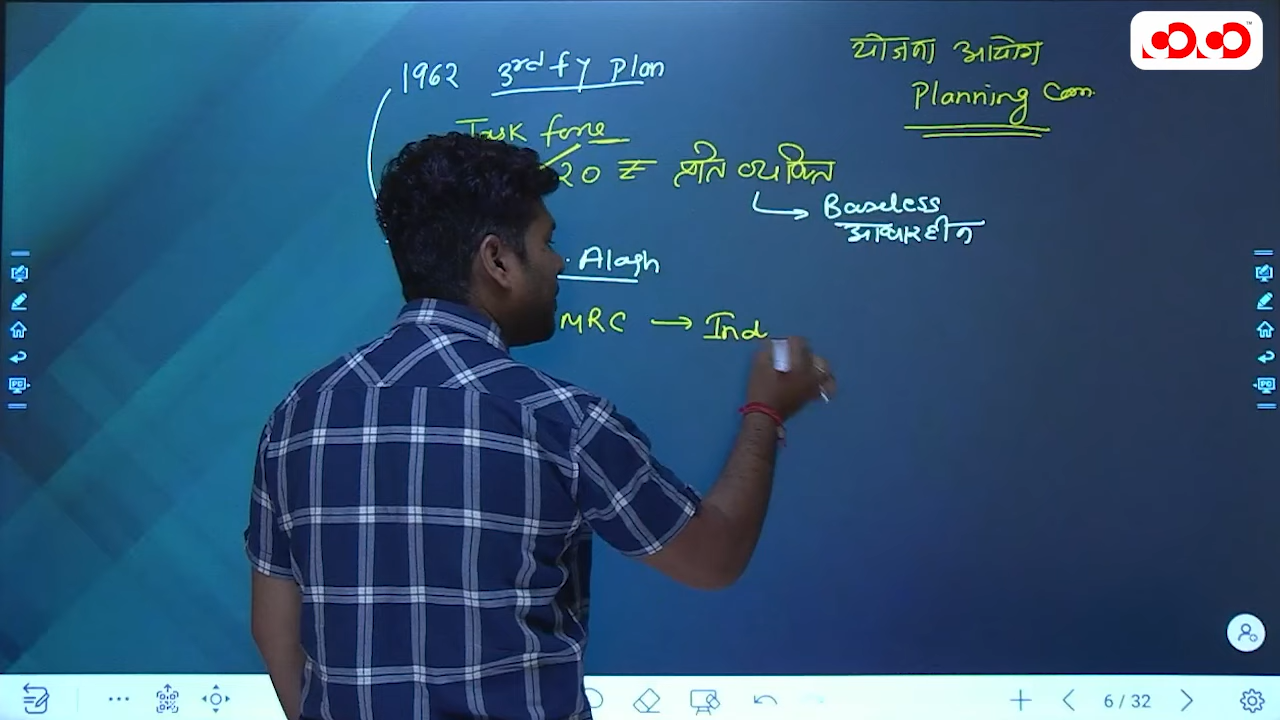 योजना आयोग
1962 उरत fy plan
Planning Com.
Task force
20 ₹ प्रति व्यक्ति
Baseless
आधारहीन
. Alagh
MRC → Ind
6 / 32